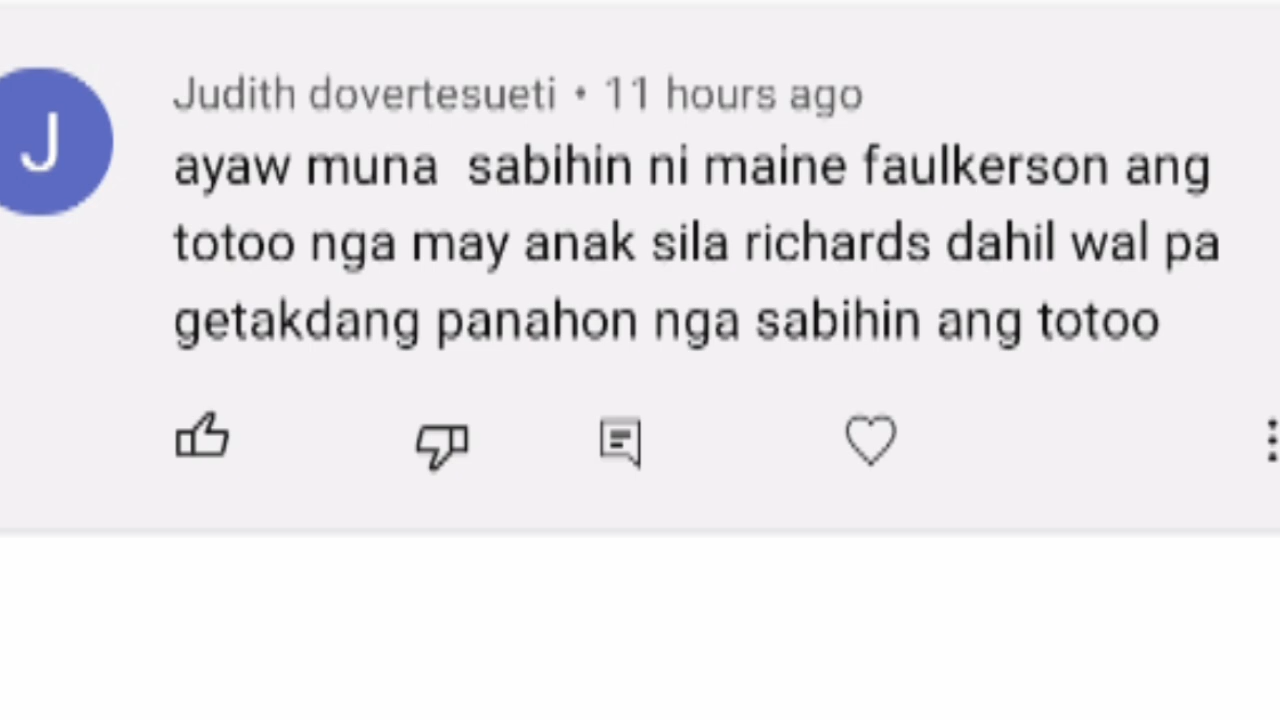 J
Judith dovertesueti • 11 hours ago
ayaw muna  sabihin ni maine faulkerson ang
totoo nga may anak sila richards dahil wal pa
getakdang panahon nga sabihin ang totoo